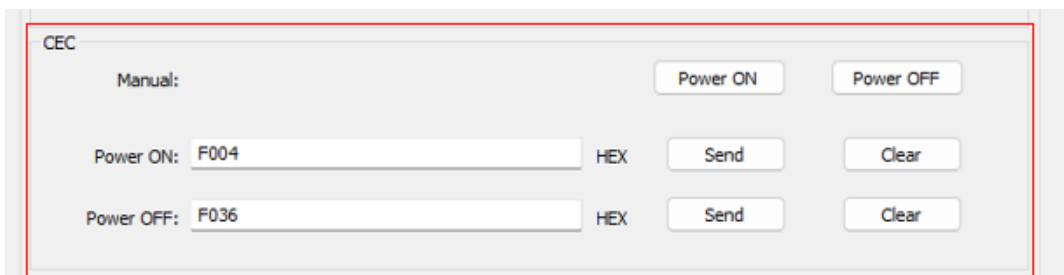 CEC
Manual: Power ON Power OFF
Power ON: F004 HEX Send Clear
Power OFF: F036 HEX Send Clear